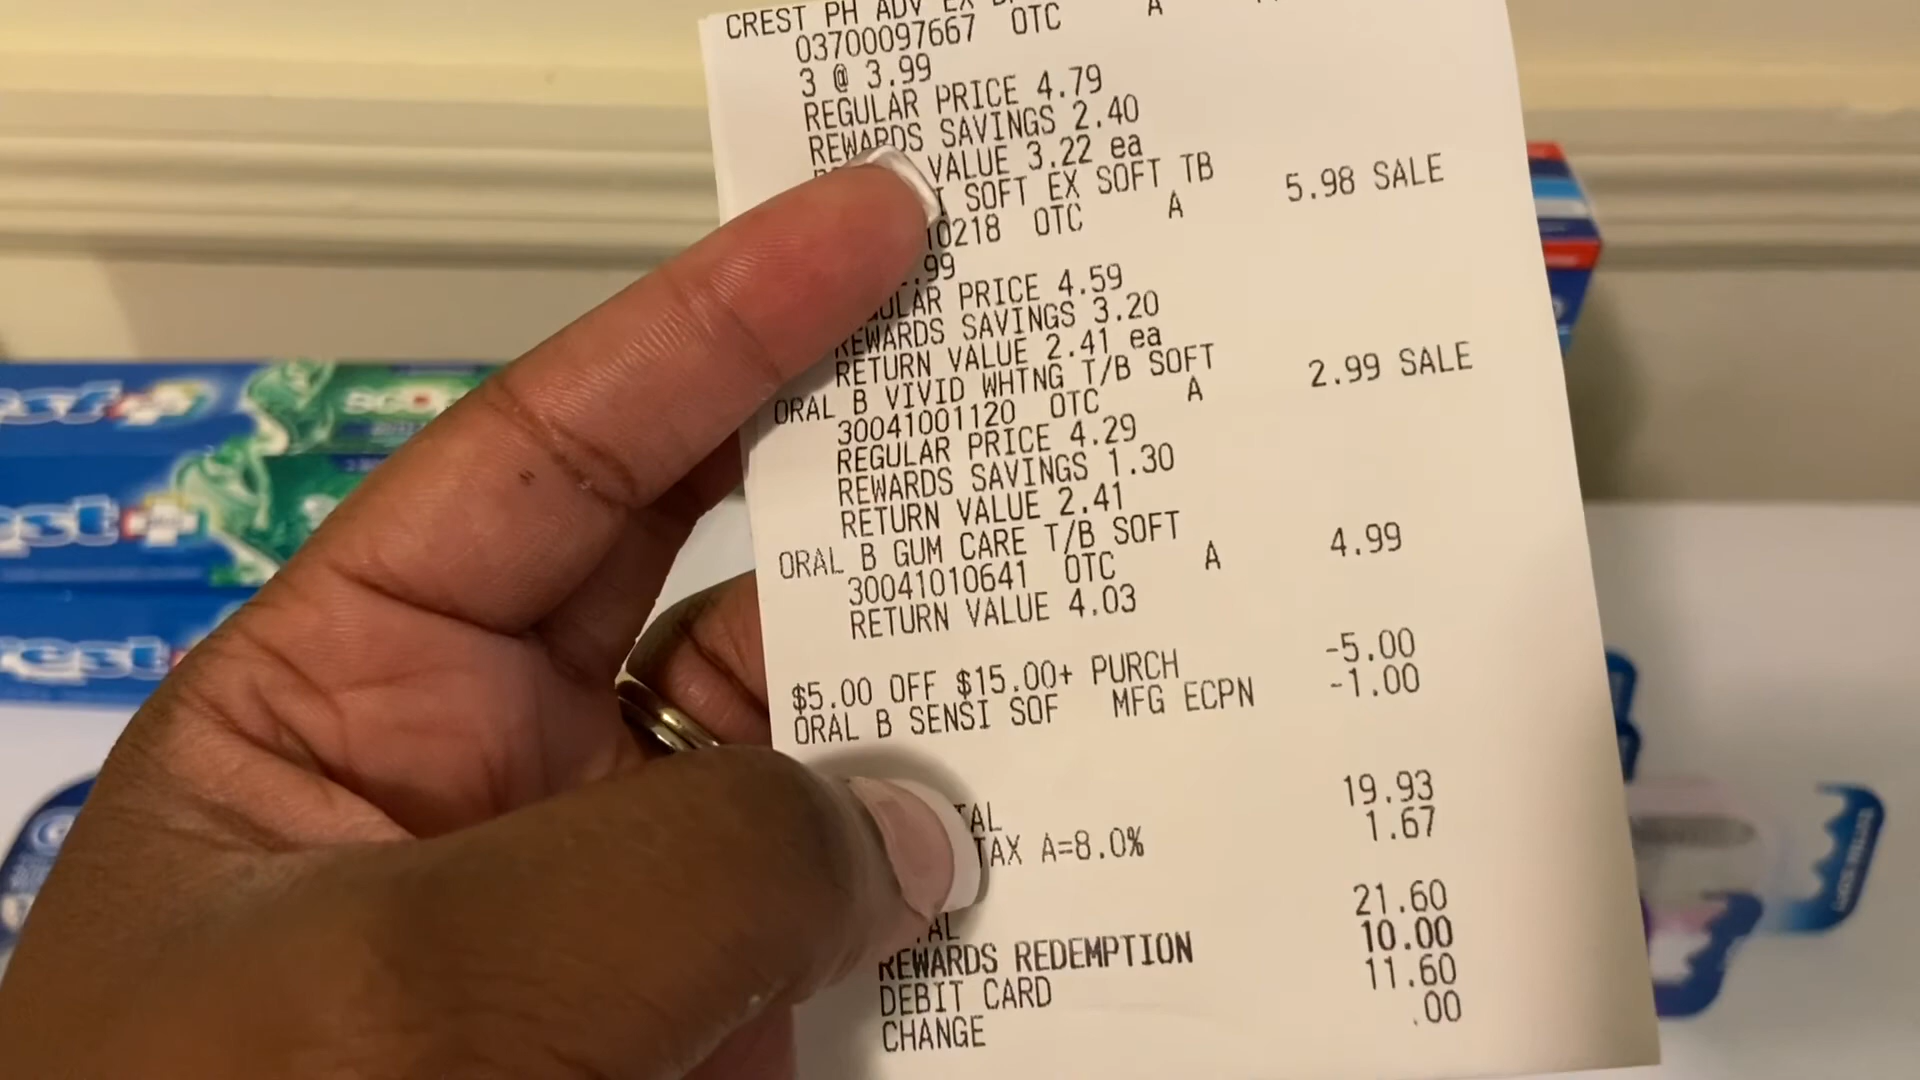 CREST PH ADV EX
03700097667 OTC A
3 @ 3.99
REGULAR PRICE 4.79
REWARDS SAVINGS 2.40
VALUE 3.22 ea
SOFT EX SOFT TB
10218 OTC A 5.98 SALE
.99
PRICE 4.59
REWARDS SAVINGS 3.20
RETURN VALUE 2.41 ea
ORAL B VIVID WHTNG T/B SOFT
30041001120 OTC A 2.99 SALE
REGULAR PRICE 4.29
REWARDS SAVINGS 1.30
RETURN VALUE 2.41
ORAL B GUM CARE T/B SOFT
30041010641 OTC A 4.99
RETURN VALUE 4.03
$5.00 OFF $15.00+ PURCH -5.00
ORAL B SENSI SOF MFG ECPN -1.00
19.93
TAX A=8.0% 1.67
21.60
REWARDS REDEMPTION 10.00
DEBIT CARD 11.60
CHANGE .00